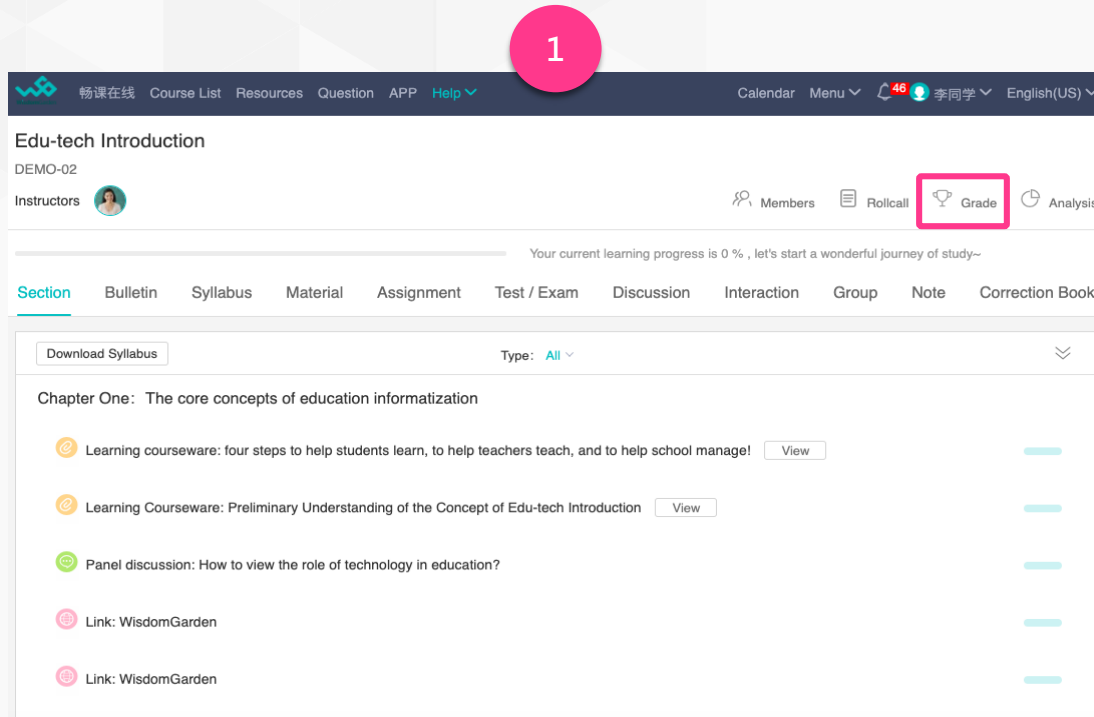 1
畅课在线 Course List Resources Question APP Help Calendar Menu 46 李同学 English(US)
Edu-tech Introduction
DEMO-02
Instructors
Members Rollcall Grade Analysis
Your current learning progress is 0 % , let's start a wonderful journey of study~
Section Bulletin Syllabus Material Assignment Test / Exam Discussion Interaction Group Note Correction Book
Download Syllabus Type: All
Chapter One: The core concepts of education informatization
Learning courseware: four steps to help students learn, to help teachers teach, and to help school manage! View
Learning Courseware: Preliminary Understanding of the Concept of Edu-tech Introduction View
Panel discussion: How to view the role of technology in education?
Link: WisdomGarden
Link: WisdomGarden